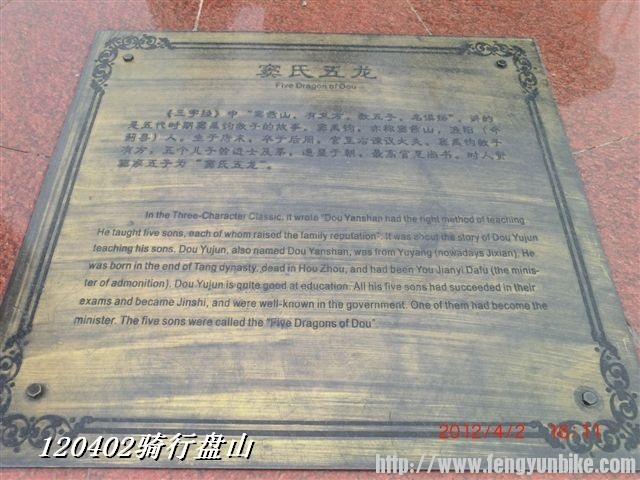 窦氏五龙
Five Dragon of Dou
《三字经》中"窦燕山，有义方，教五子，名俱扬"。讲的
是五代时期窦禹钧教子的故事。窦禹钧，亦称窦燕山，渔阳（今
蓟县）人，生于唐末，卒于后周，官至右谏议大夫。窦禹钧教子
有方，五个儿子均进士及第，通显于朝，最高官至尚书。时人赞
窦家五子为"窦氏五龙"。
In the Three-Character Classic, it wrote "Dou Yanshan had the right method of teaching.
He taught five sons, each of whom raised the family reputation". It was about the story of Dou Yujun
teaching his sons. Dou Yujun, also named Dou Yanshan, was from Yuyang (nowadays Jixian). He
was born in the end of Tang dynasty, dead in Hou Zhou, and had been You Jianyi Dafu (the minis-
ter of admonition). Dou Yujun is quite good at education. All his five sons had succeeded in their
exams and became Jinshi, and were well-known in the government. One of them had become the
minister. The five sons were called the "Five Dragons of Dou".
2012/4/2
120402骑行盘山
http://www.fengyunbike.com